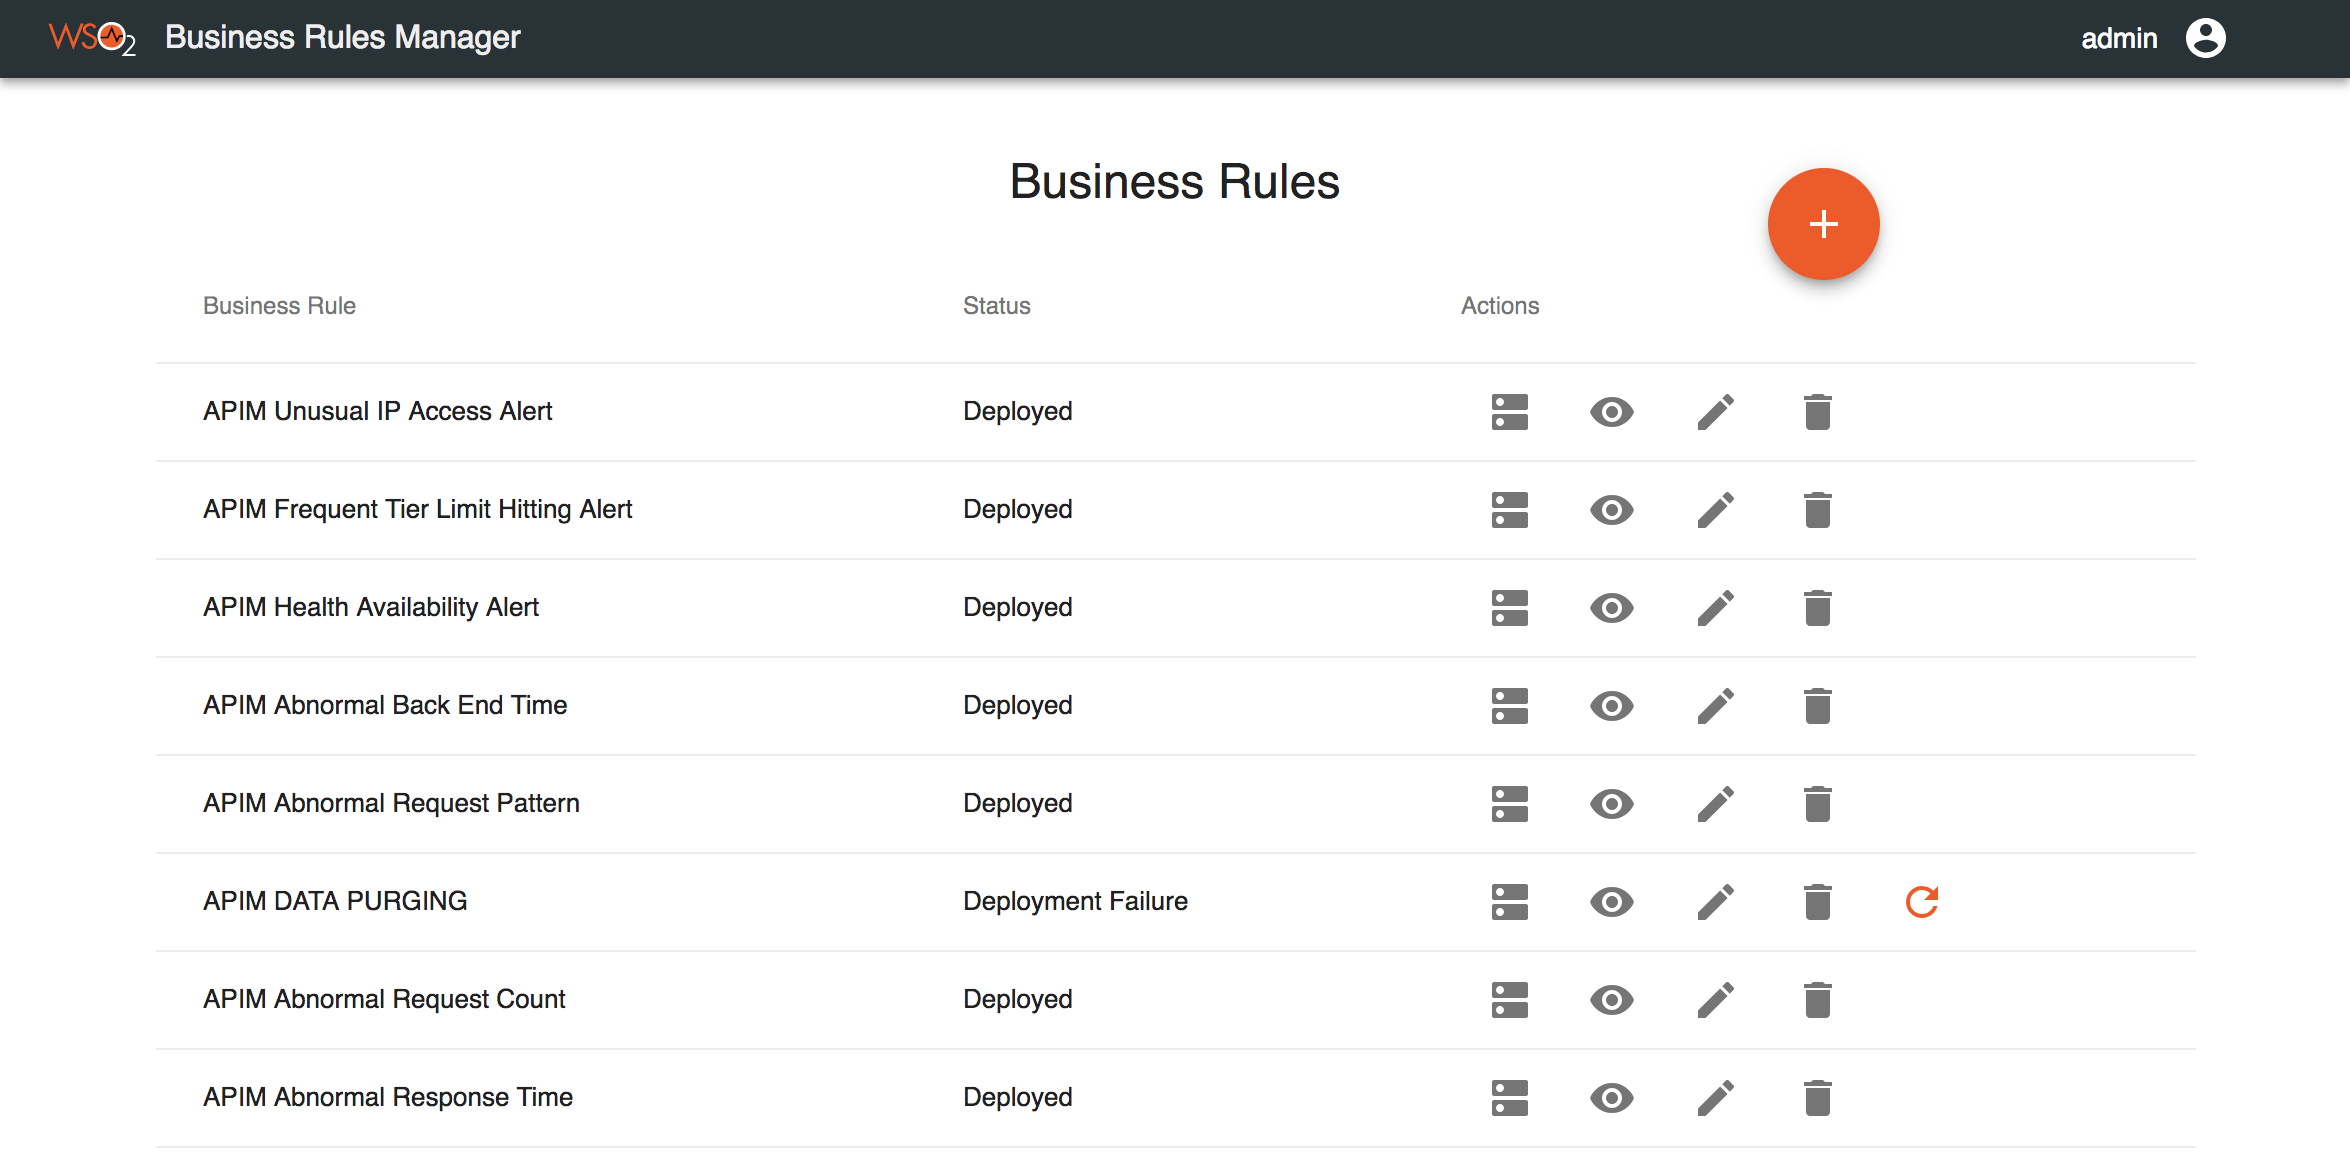 WSO2 Business Rules Manager admin
Business Rules
Business Rule Status Actions
APIM Unusual IP Access Alert Deployed
APIM Frequent Tier Limit Hitting Alert Deployed
APIM Health Availability Alert Deployed
APIM Abnormal Back End Time Deployed
APIM Abnormal Request Pattern Deployed
APIM DATA PURGING Deployment Failure
APIM Abnormal Request Count Deployed
APIM Abnormal Response Time Deployed